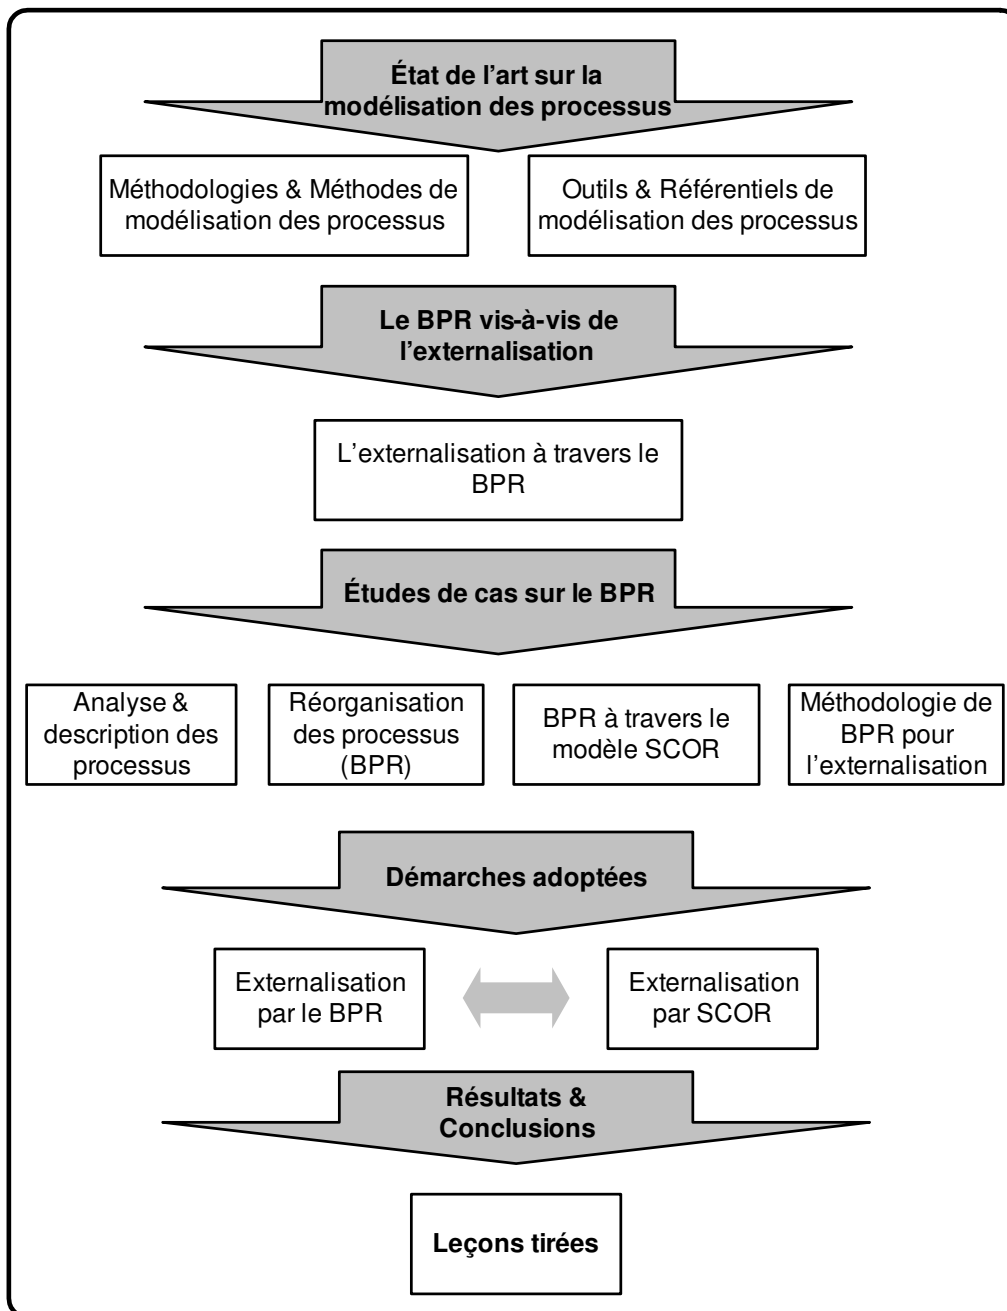 État de l’art sur la
modélisation des processus
Méthodologies & Méthodes de
modélisation des processus
Outils & Référentiels de
modélisation des processus
Le BPR vis-à-vis de
l’externalisation
L’externalisation à travers le
BPR
Études de cas sur le BPR
Analyse &
description des
processus
Réorganisation
des processus
(BPR)
BPR à travers le
modèle SCOR
Méthodologie de
BPR pour
l’externalisation
Démarches adoptées
Externalisation
par le BPR
Externalisation
par SCOR
Résultats &
Conclusions
Leçons tirées